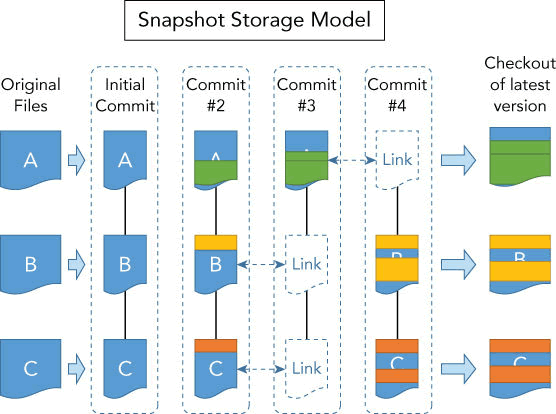 Snapshot Storage Model
Original
Files
Initial
Commit
Commit
#2
Commit
#3
Commit
#4
Checkout
of latest
version
A
A
A
Link
B
B
B
Link
B
B
C
C
C
Link
C
C